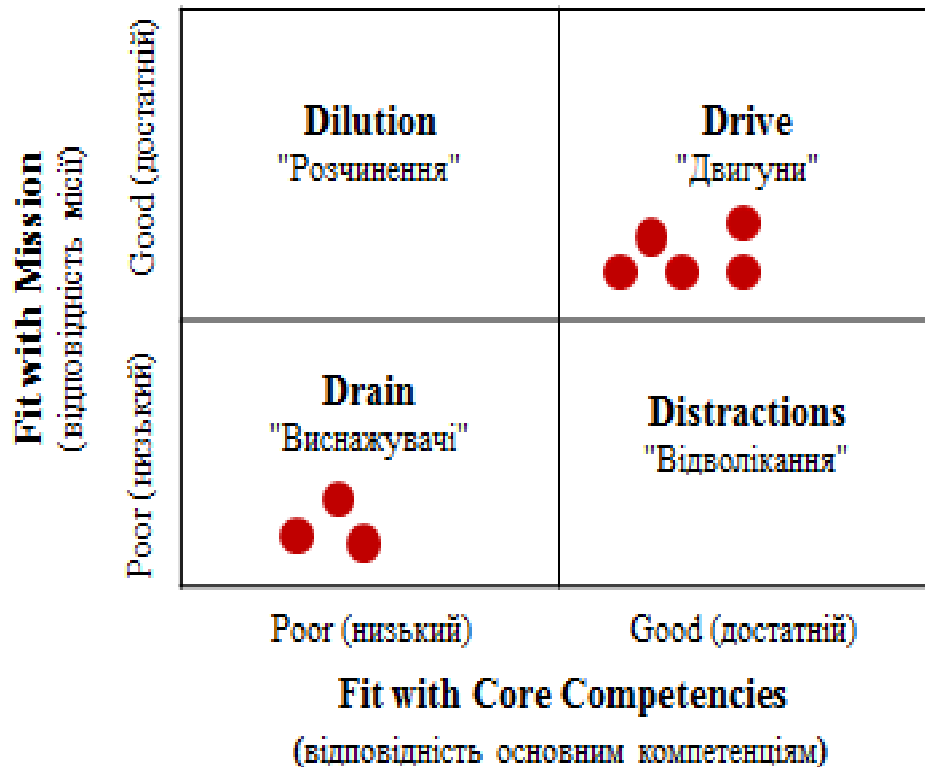 Fit with Mission
(відповідність місії)
Good (достатній)
Poor (низький)
Dilution
"Розчинення"
Drive
"Двигуни"
Drain
"Виснажувачі"
Distractions
"Відволікання"
Poor (низький)
Good (достатній)
Fit with Core Competencies
(відповідність основним компетенціям)